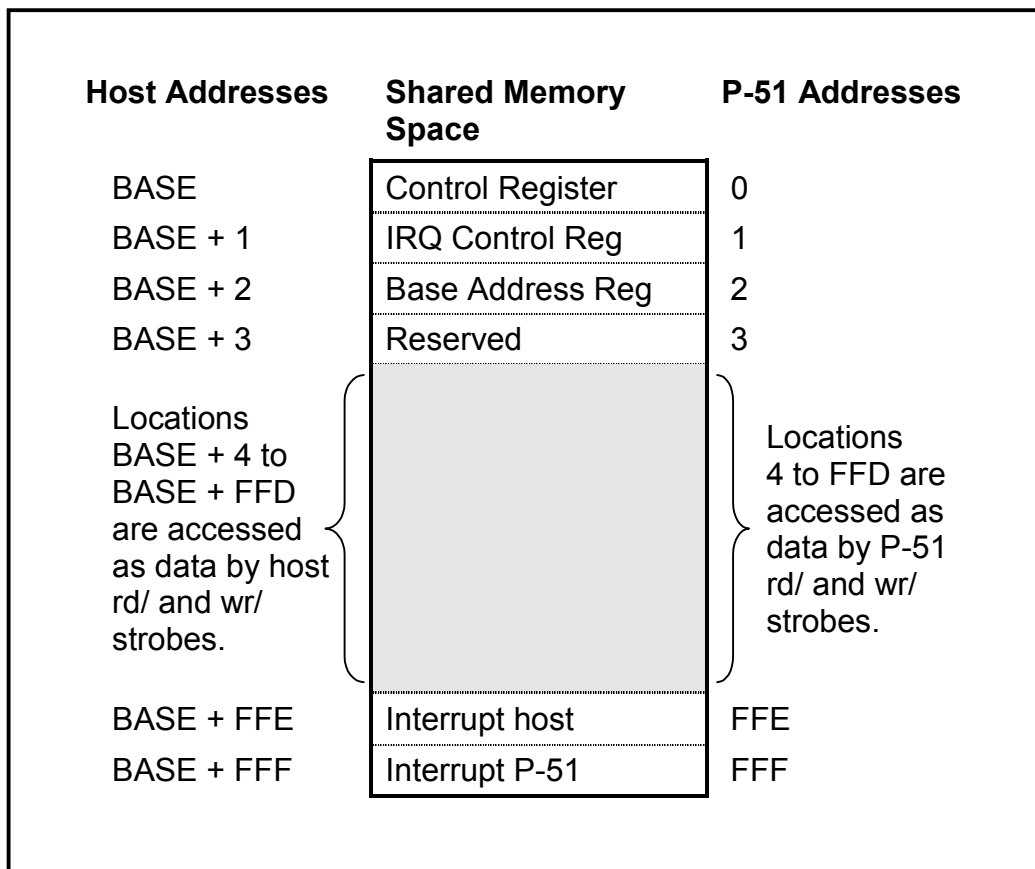 Host Addresses
Shared Memory
Space
P-51 Addresses
BASE
Control Register
0
BASE + 1
IRQ Control Reg
1
BASE + 2
Base Address Reg
2
BASE + 3
Reserved
3
Locations
BASE + 4 to
BASE + FFD
are accessed
as data by host
rd/ and wr/
strobes.
Locations
4 to FFD are
accessed as
data by P-51
rd/ and wr/
strobes.
BASE + FFE
Interrupt host
FFE
BASE + FFF
Interrupt P-51
FFF